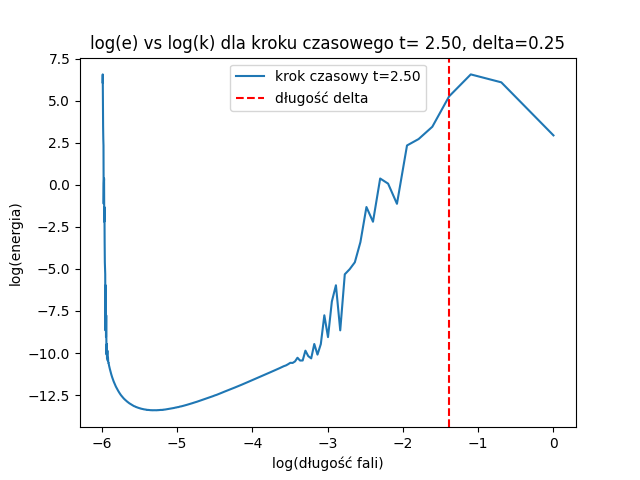 log(e) vs log(k) dla kroku czasowego t= 2.50, delta=0.25
krok czasowy t=2.50
długość delta
log(energia)
7.5
5.0
2.5
0.0
−2.5
−5.0
−7.5
−10.0
−12.5
−6 −5 −4 −3 −2 −1 0
log(długość fali)